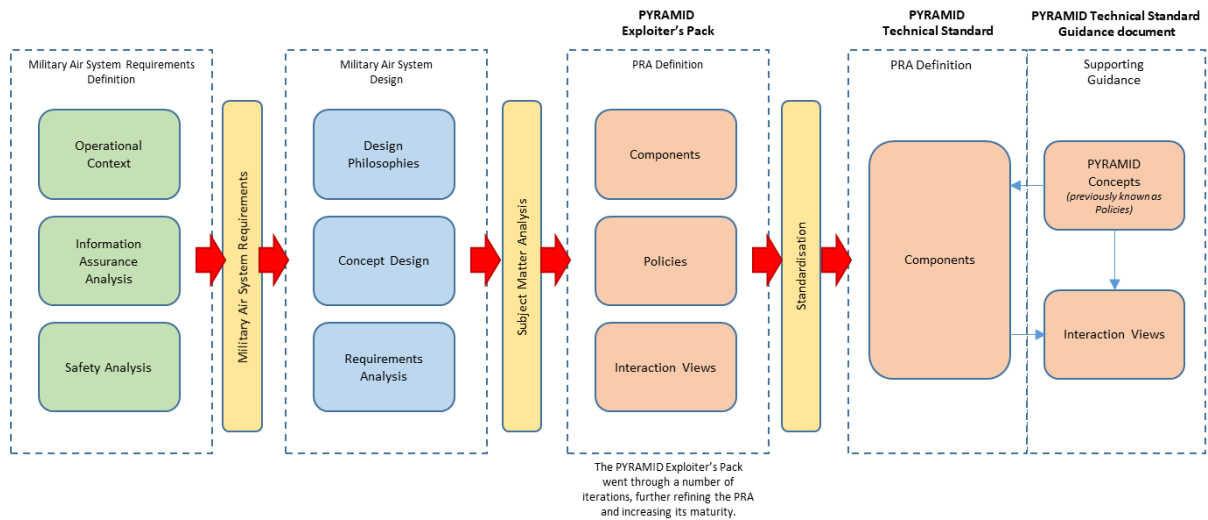 PYRAMID
Exploiter's Pack
PYRAMID
Technical Standard
PYRAMID Technical Standard
Guidance document
Military Air System Requirements
Definition
Operational
Context
Information
Assurance
Analysis
Safety Analysis
Military Air System Requirements
Military Air System
Design
Design
Philosophies
Concept Design
Requirements
Analysis
Subject Matter Analysis
PRA Definition
Components
Policies
Interaction Views
The PYRAMID Exploiter's Pack
went through a number of
iterations, further refining the PRA
and increasing its maturity.
Standardisation
PRA Definition
Components
Supporting
Guidance
PYRAMID
Concepts
(previously known as
Policies)
Interaction Views